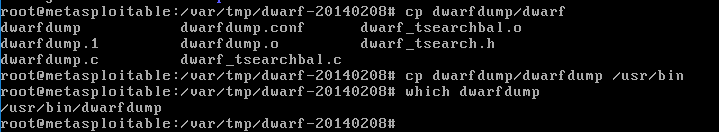 root@metasploitable:/var/tmp/dwarf-20140208# cp dwarfdump/dwarf
dwarfdump dwarfdump.conf dwarf_tsearchbal.o
dwarfdump.1 dwarfdump.o dwarf_tsearch.h
dwarfdump.c dwarf_tsearchbal.c
root@metasploitable:/var/tmp/dwarf-20140208# cp dwarfdump/dwarfdump /usr/bin
root@metasploitable:/var/tmp/dwarf-20140208# which dwarfdump
/usr/bin/dwarfdump
root@metasploitable:/var/tmp/dwarf-20140208#